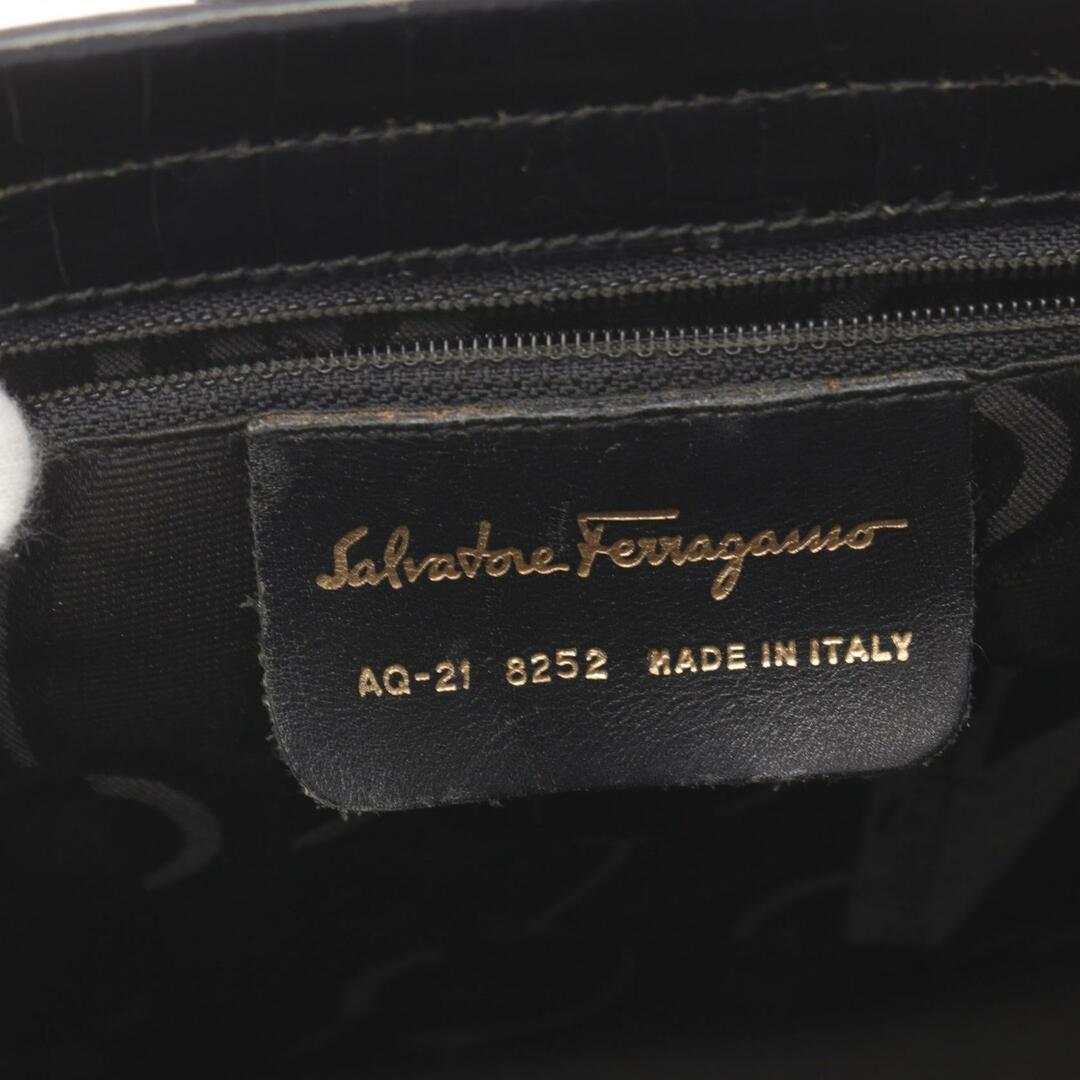 Salvatore Ferragamo
AQ-21 8252 MADE IN ITALY